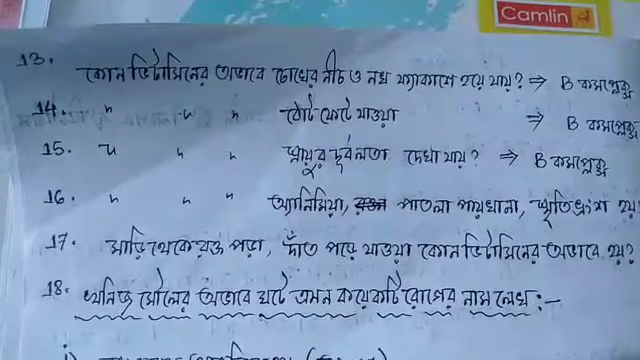 Camlin
13. কোন ভিটামিনের অভাবে চোখের নীচ ও নখ ফ্যাকাশে হয়ে যায়? ⇒ B কমপ্লেক্স
14. " " " ঠোঁট ফেটে যাওয়া ⇒ B কমপ্লেক্স
15. " " " স্নায়ুর দুর্বলতা দেখা যায়? ⇒ B কমপ্লেক্স
16. " " " অ্যানিমিয়া, পাতলা পায়খানা, স্মৃতিভ্রংশ হয়
17. মাড়ি থেকে রক্ত পড়া, দাঁত পড়ে যাওয়া কোন ভিটামিনের অভাবে হয়?
18. খনিজ মৌলের অভাবে ঘটে এমন কয়েকটি রোগের নাম লেখ :-
i)